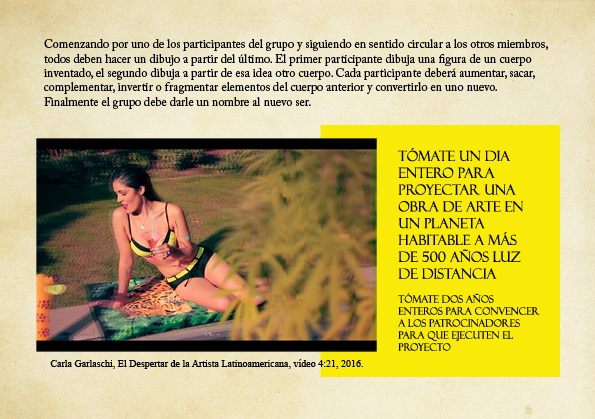 Comenzando por uno de los participantes del grupo y siguiendo en sentido circular a los otros miembros,
todos deben hacer un dibujo a partir del último. El primer participante dibuja una figura de un cuerpo
inventado, el segundo dibuja a partir de esa idea otro cuerpo. Cada participante deberá aumentar, sacar,
complementar, invertir o fragmentar elementos del cuerpo anterior y convertirlo en uno nuevo.
Finalmente el grupo debe darle un nombre al nuevo ser.
TÓMATE UN DIA
ENTERO PARA
PROYECTAR UNA
OBRA DE ARTE EN
UN PLANETA
HABITABLE A MÁS
DE 500 AÑOS LUZ
DE DISTANCIA
TÓMATE DOS AÑOS
ENTEROS PARA CONVENCER
A LOS PATROCINADORES
PARA QUE EJECUTEN EL
PROYECTO
Carla Garlaschi, El Despertar de la Artista Latinoamericana, vídeo 4:21, 2016.